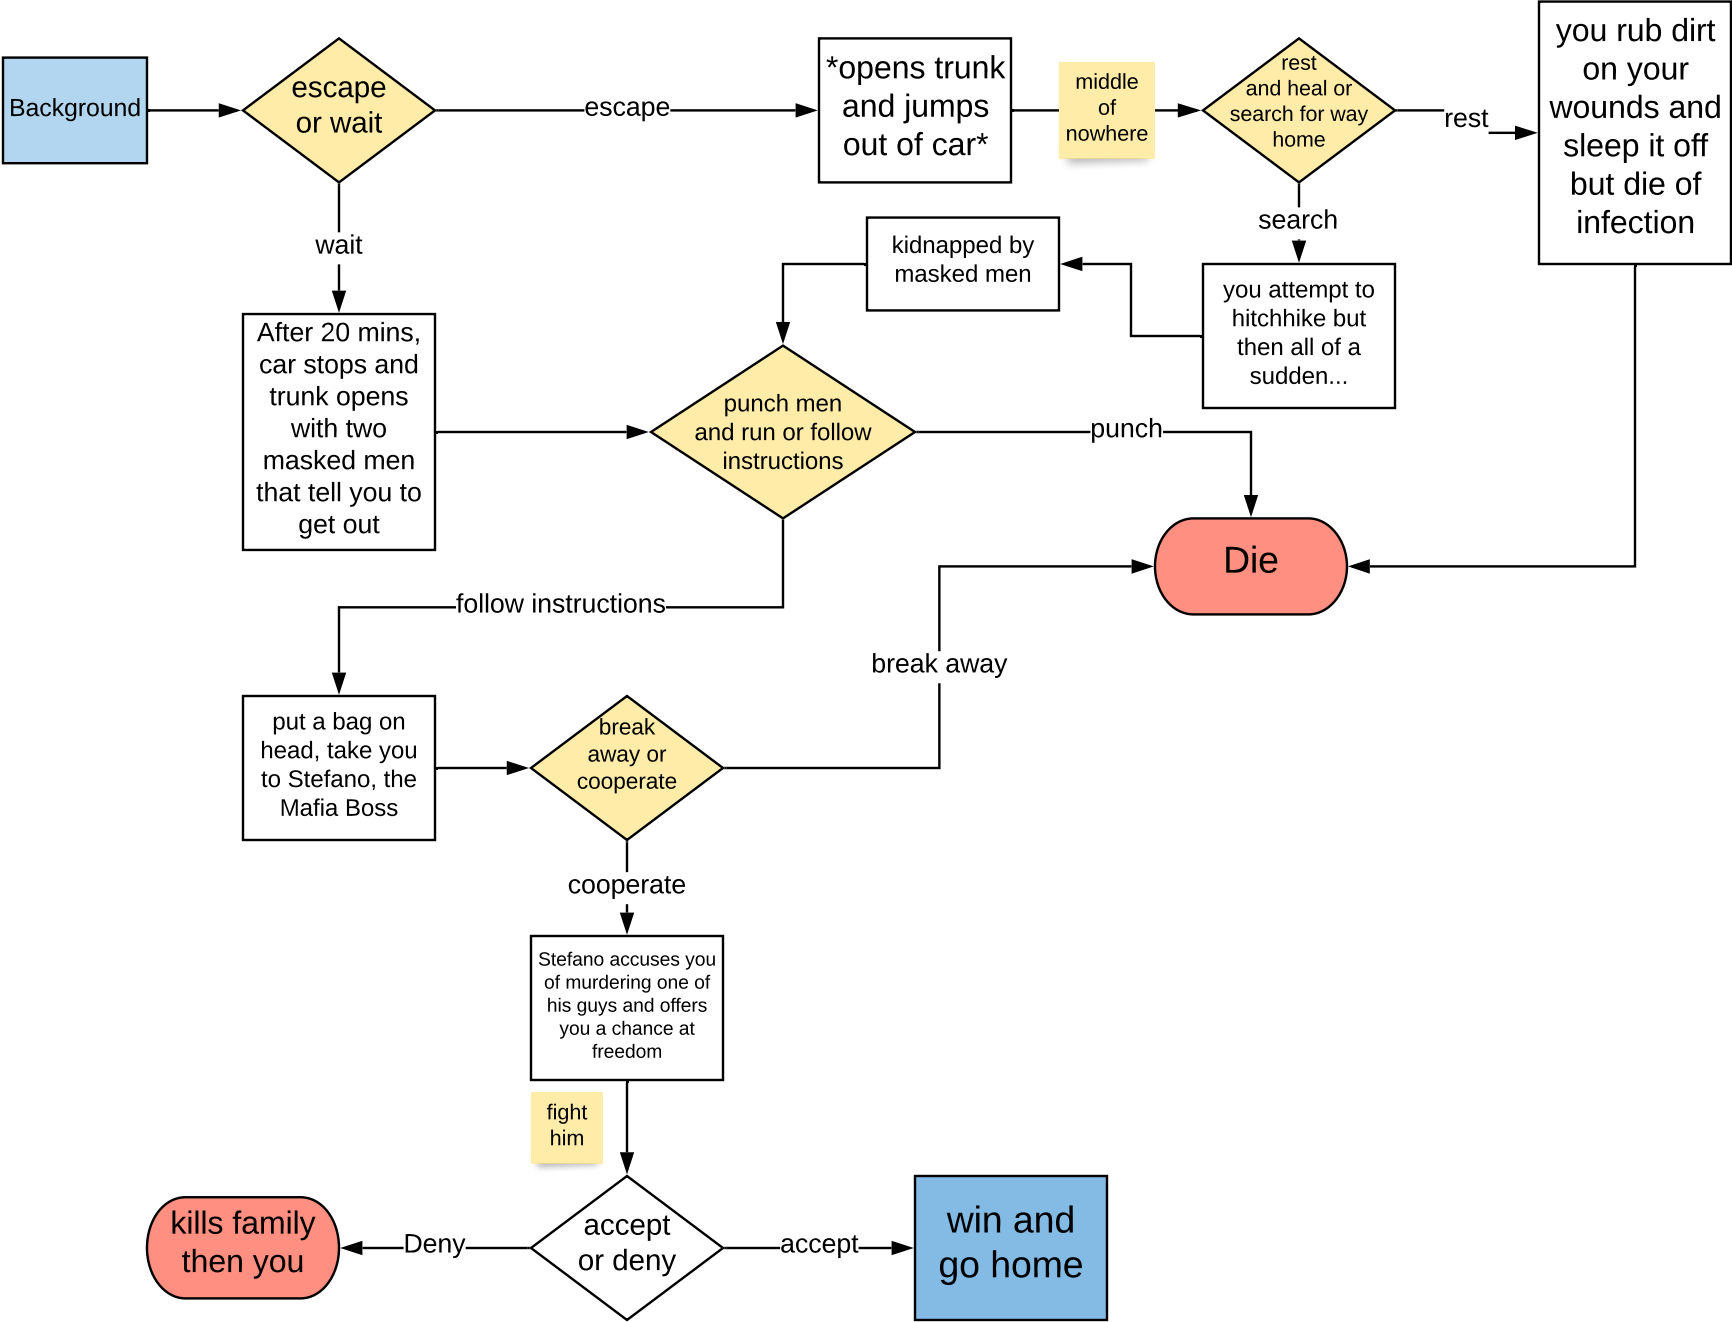 Background
escape
or wait
escape
*opens trunk
and jumps
out of car*
middle
of
nowhere
rest
and heal or
search for way
home
rest
you rub dirt
on your
wounds and
sleep it off
but die of
infection
wait
search
kidnapped by
masked men
you attempt to
hitchhike but
then all of a
sudden...
After 20 mins,
car stops and
trunk opens
with two
masked men
that tell you to
get out
punch men
and run or follow
instructions
punch
Die
follow instructions
break away
put a bag on
head, take you
to Stefano, the
Mafia Boss
break
away or
cooperate
cooperate
Stefano accuses you
of murdering one of
his guys and offers
you a chance at
freedom
fight
him
kills family
then you
Deny
accept
or deny
accept
win and
go home